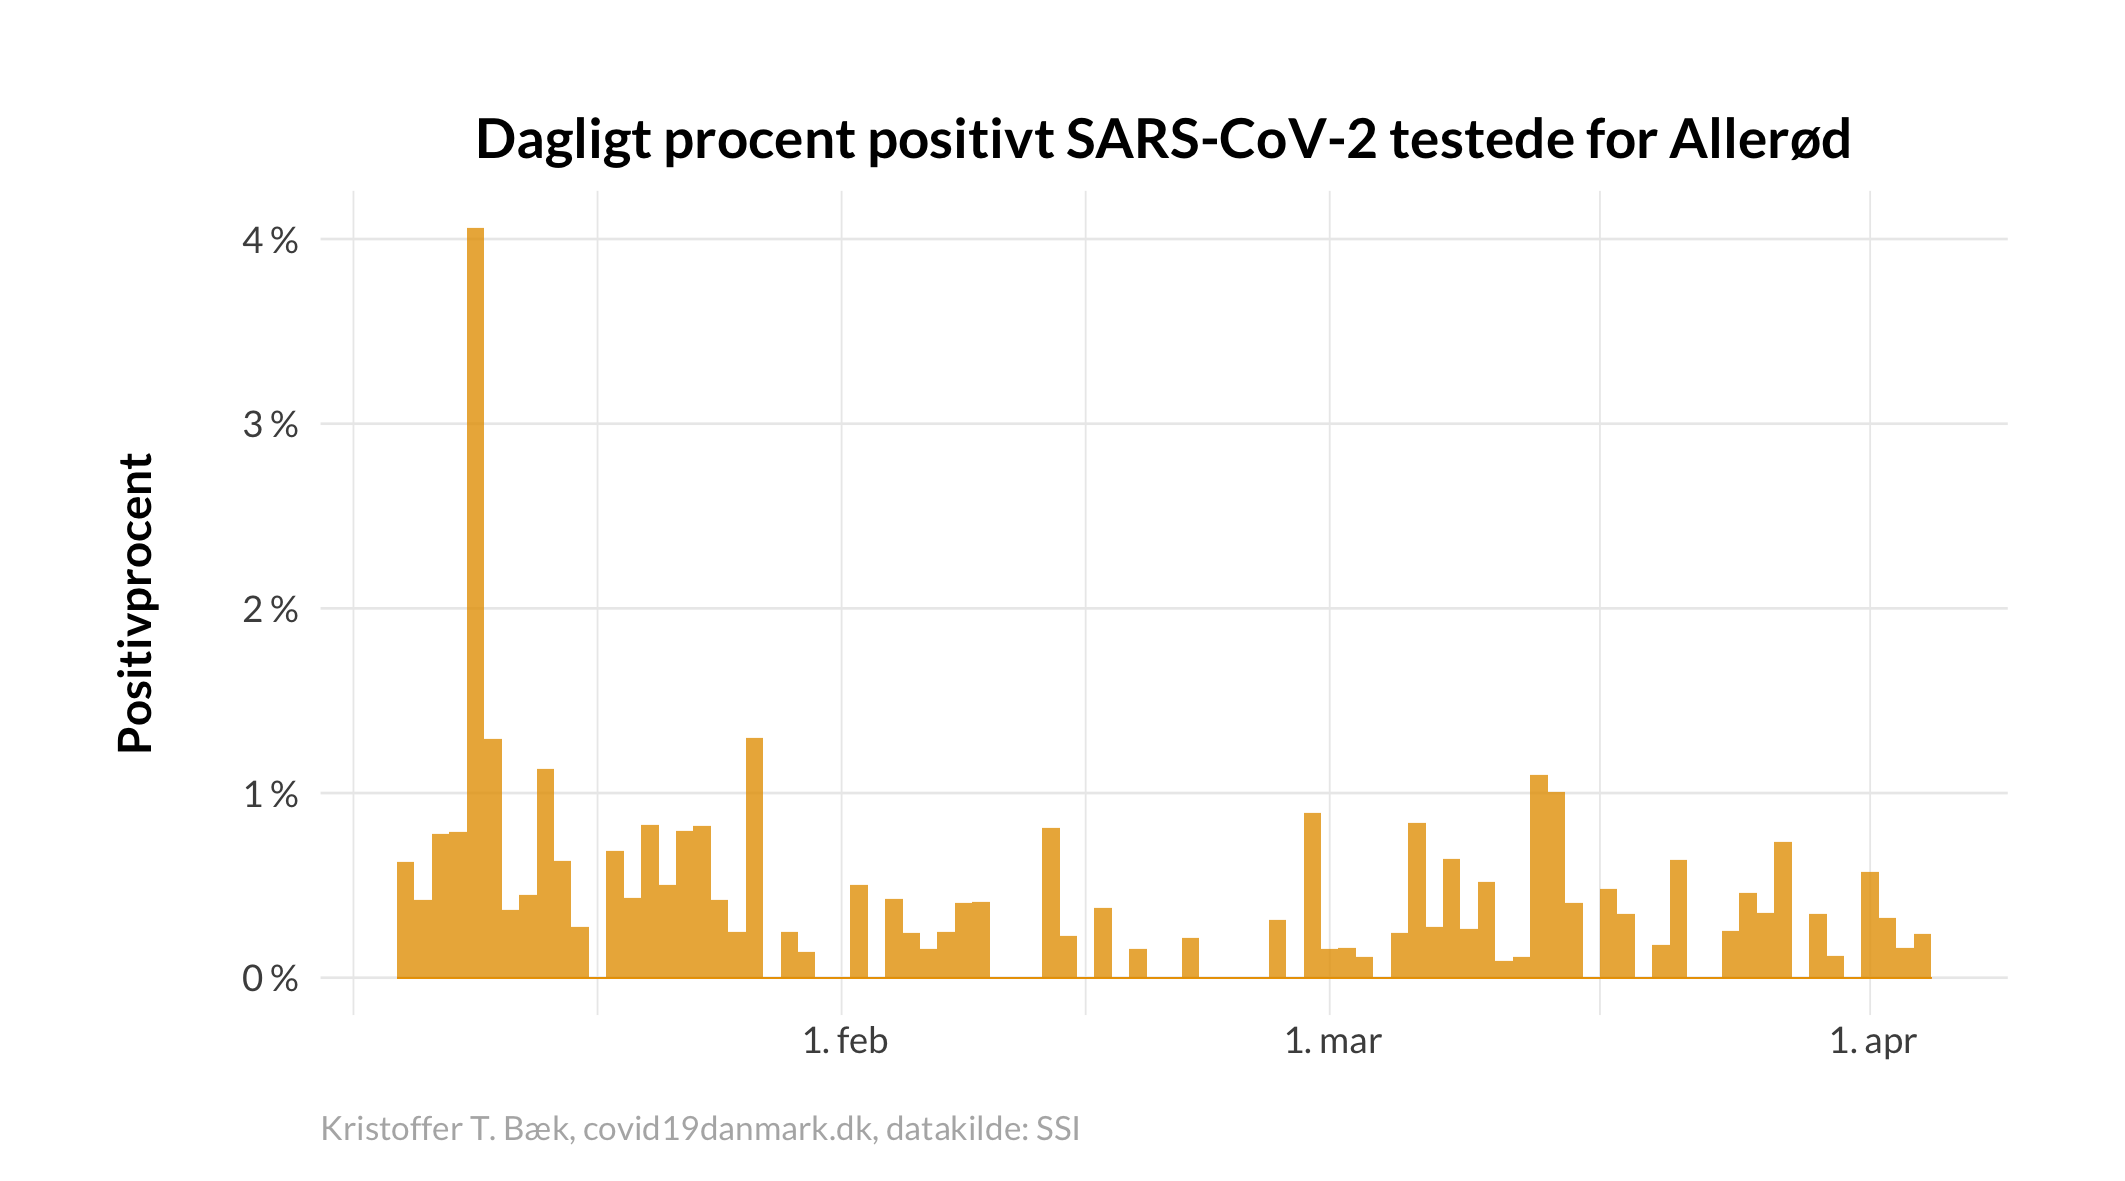 Dagligt procent positivt SARS-CoV-2 testede for Allerød
Positivprocent
4 %
3 %
2 %
1 %
0 %
1. feb
1. mar
1. apr
Kristoffer T. Bæk, covid19danmark.dk, datakilde: SSI